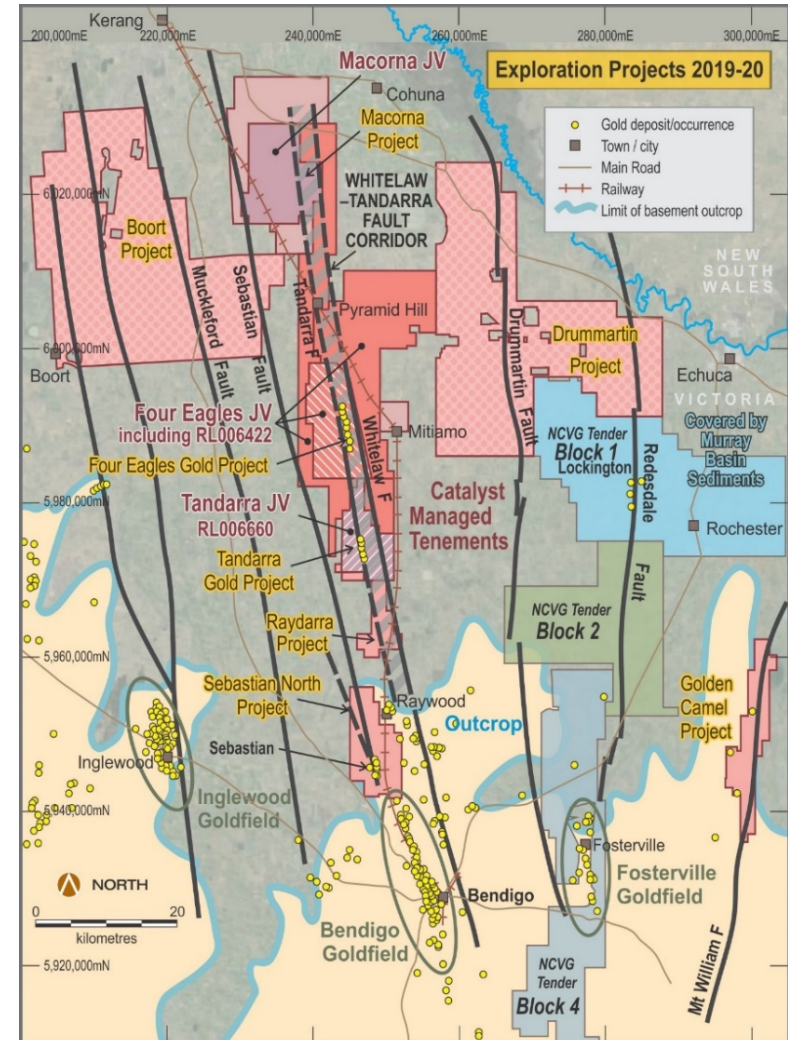 Kerang
200,000mE
220,000mE
240,000mE
260,000mE
280,000mE
300,000mE
Macorna JV
Cohuna
Exploration Projects 2019-20
Gold deposit/occurrence
Town / city
Main Road
Railway
Limit of basement outcrop
Macorna
Project
6,020,000mN
WHITELAW
–TANDARRA
FAULT
CORRIDOR
Boort
Project
NEW
SOUTH
WALES
Muckleford Fault
Sebastian Fault
Tandarra F
Pyramid Hill
Drummartin Fault
Drummartin
Project
6,000,000mN
Boort
Echuca
VICTORIA
Covered by
Murray
Basin
Sediments
Four Eagles JV
including RL006422
Whitelaw F
Mitiamo
NCVG Tender
Block 1
Lockington
Redesdale Fault
Four Eagles Gold Project
Catalyst
Managed
Tenements
5,980,000mN
Tandarra JV
RL006660
Rochester
Tandarra
Gold Project
NCVG Tender
Block 2
Raydarra
Project
5,960,000mN
Sebastian North
Project
Raywood
Golden
Camel
Project
Outcrop
Sebastian
Inglewood
5,940,000mN
Inglewood
Goldfield
Fosterville
NORTH
0
20
kilometres
Bendigo
Fosterville
Goldfield
Bendigo
Goldfield
5,920,000mN
NCVG
Tender
Block 4
Mt William F